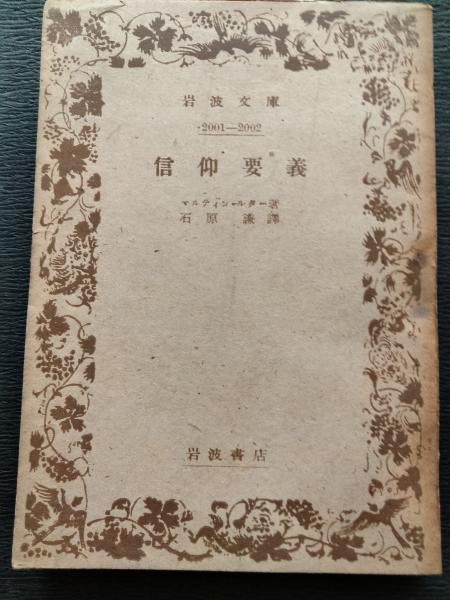 岩波文庫
2001—2002
信仰要義
マルティン・ルター著
石原謙譯
岩波書店